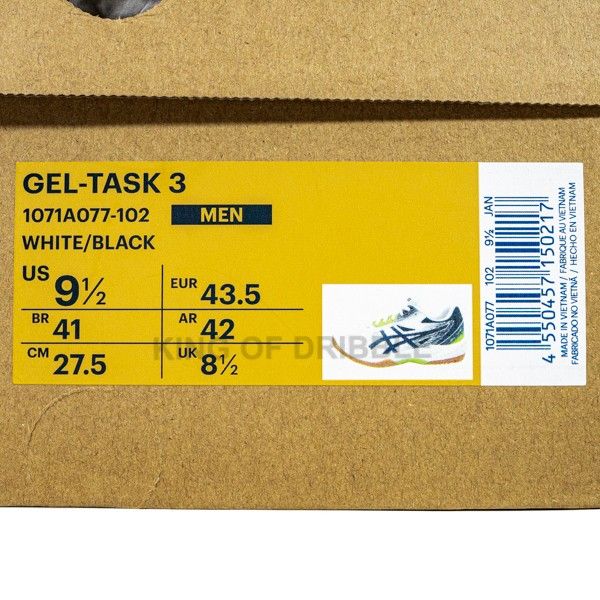 GEL-TASK 3
1071A077-102 MEN
WHITE/BLACK
US 9½ EUR 43.5
BR 41 AR 42
KING OF DRIBBLE
CM 27.5 UK 8½
1071A077 102 9½ JAN
4 550457 150217
MADE IN VIETNAM / FABRIQUÉ AU VIETNAM
FABRICADO NO VIETNÃ / HECHO EN VIETNAM